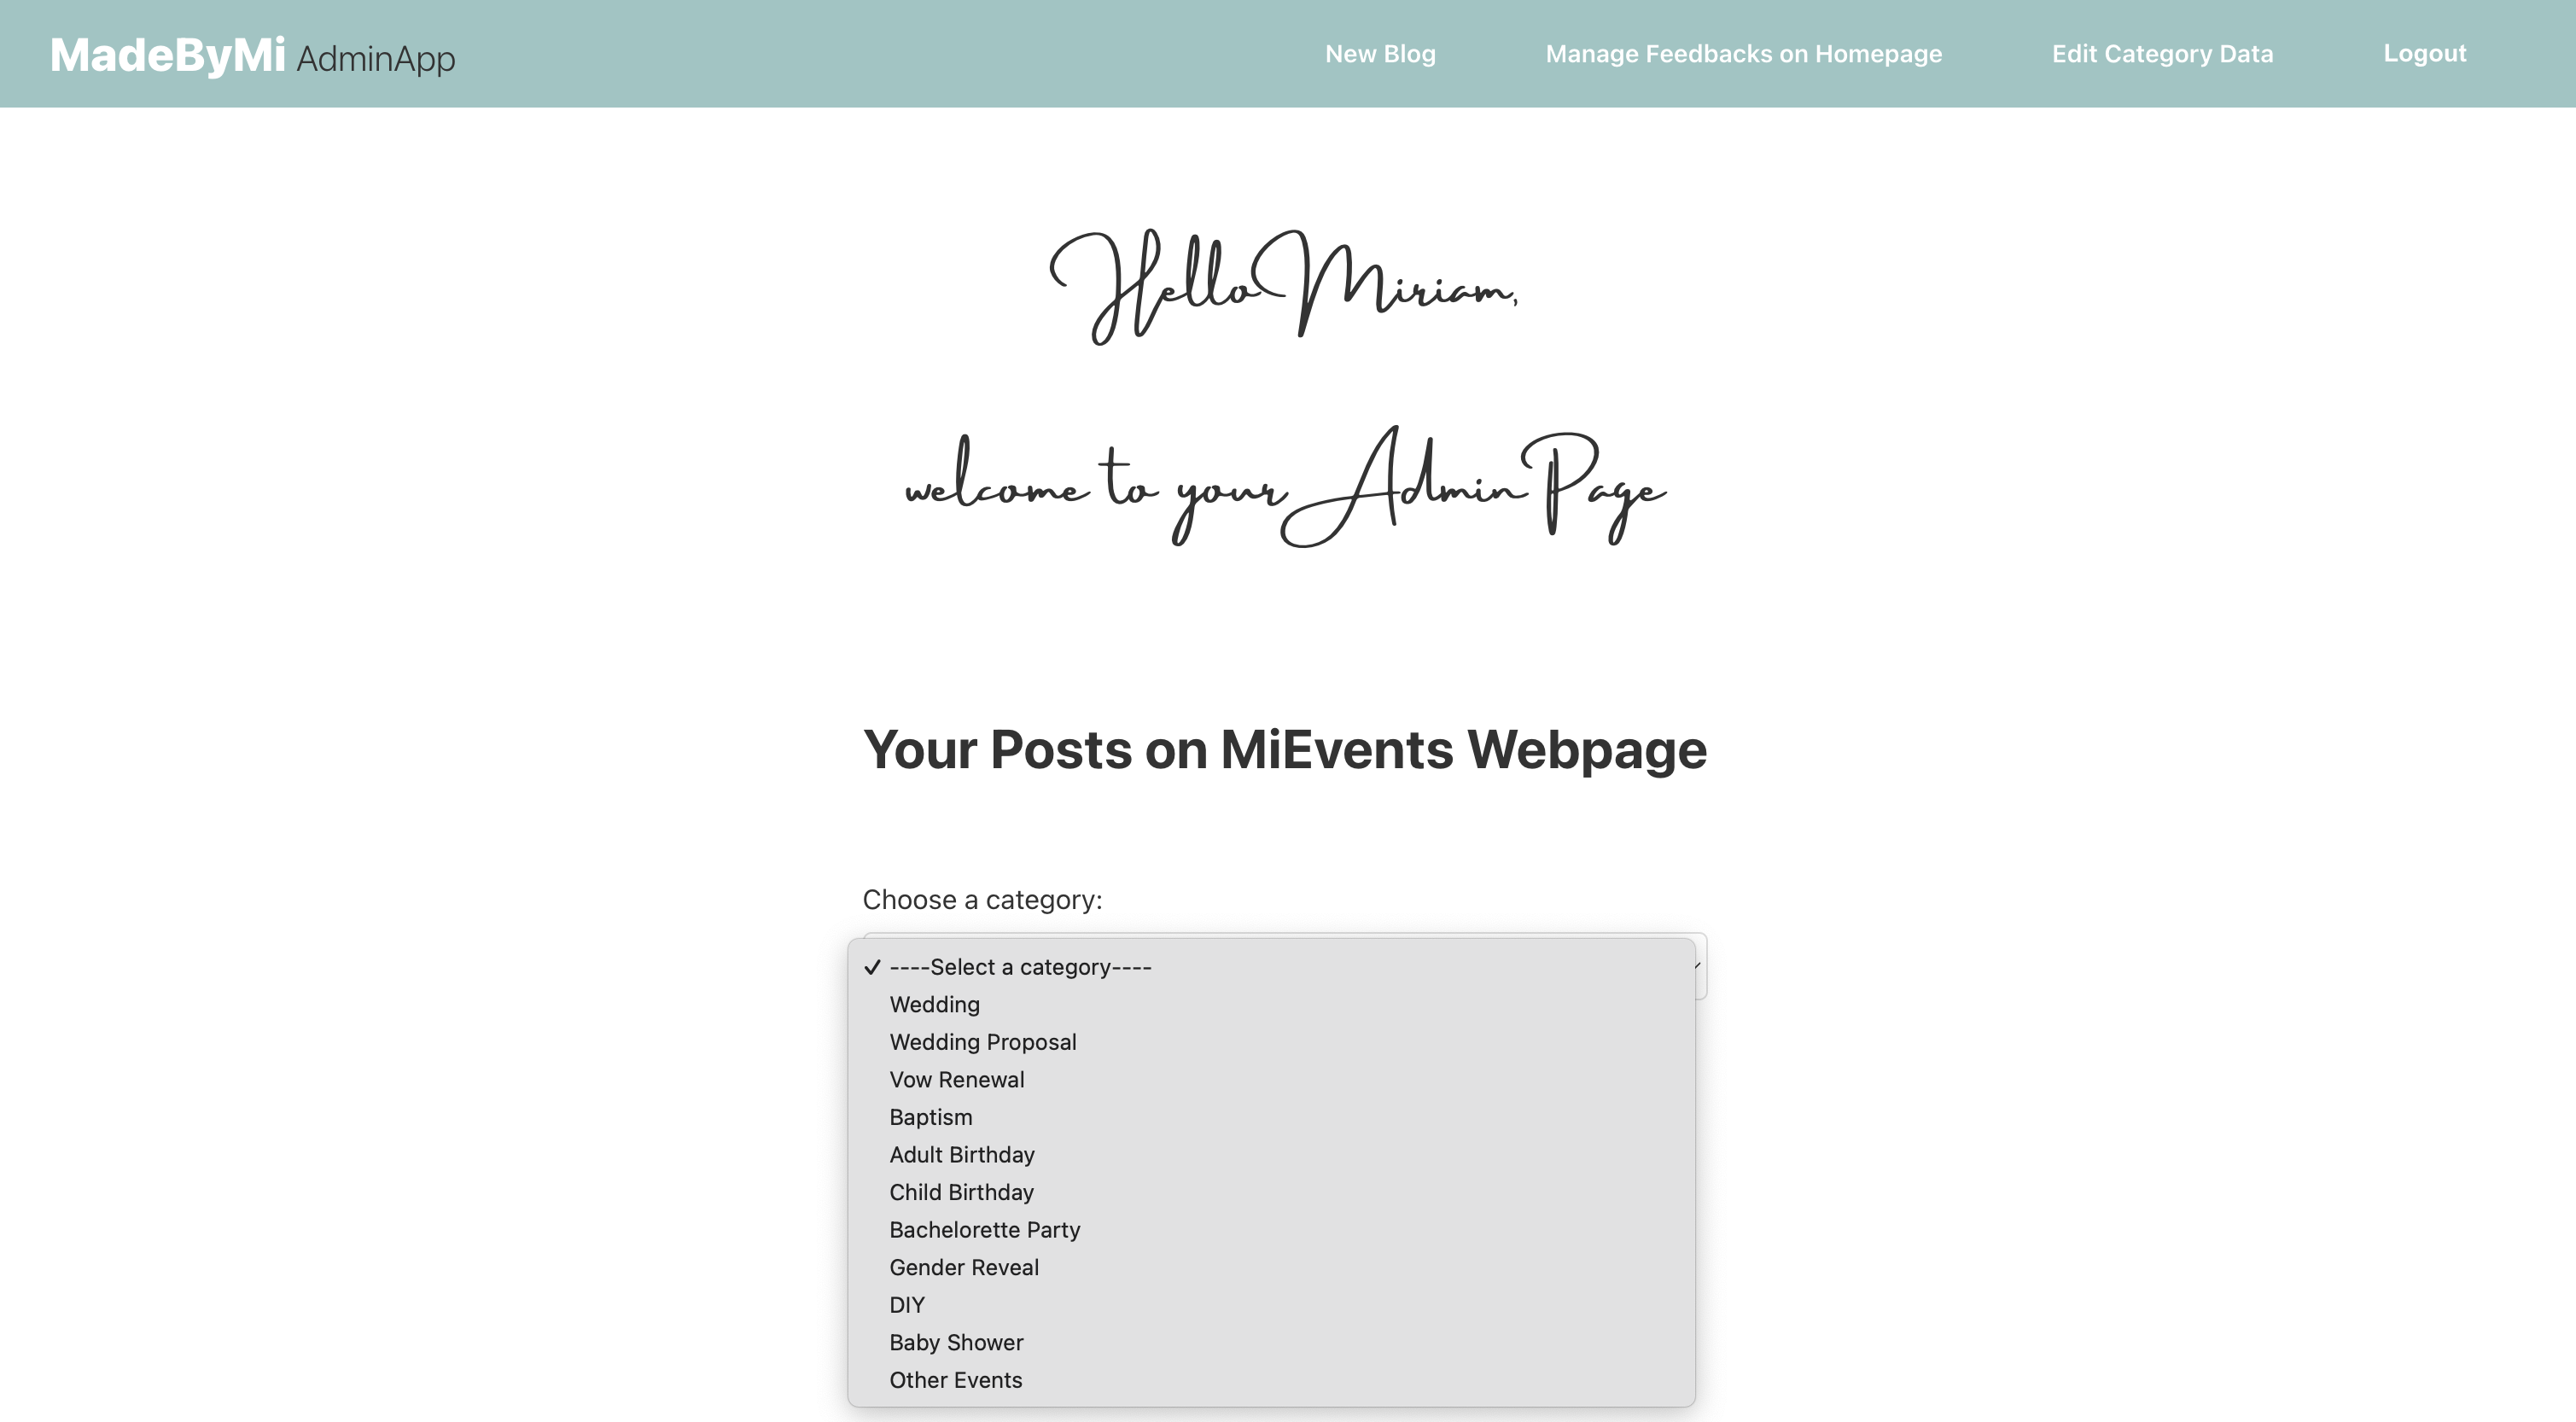 MadeByMi AdminApp New Blog Manage Feedbacks on Homepage Edit Category Data Logout
Hello Miriam,
welcome to your Admin Page
Your Posts on MiEvents Webpage
Choose a category:
✓ ----Select a category----
Wedding
Wedding Proposal
Vow Renewal
Baptism
Adult Birthday
Child Birthday
Bachelorette Party
Gender Reveal
DIY
Baby Shower
Other Events